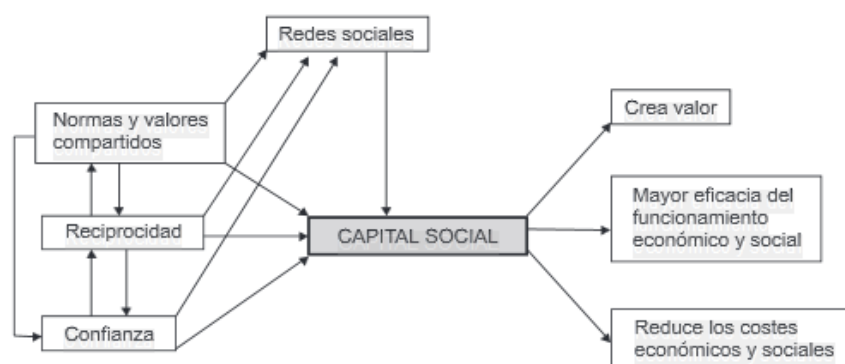 Redes sociales
Normas y valores
compartidos
Reciprocidad
Confianza
CAPITAL SOCIAL
Crea valor
Mayor eficacia del
funcionamiento
económico y social
Reduce los costes
económicos y sociales